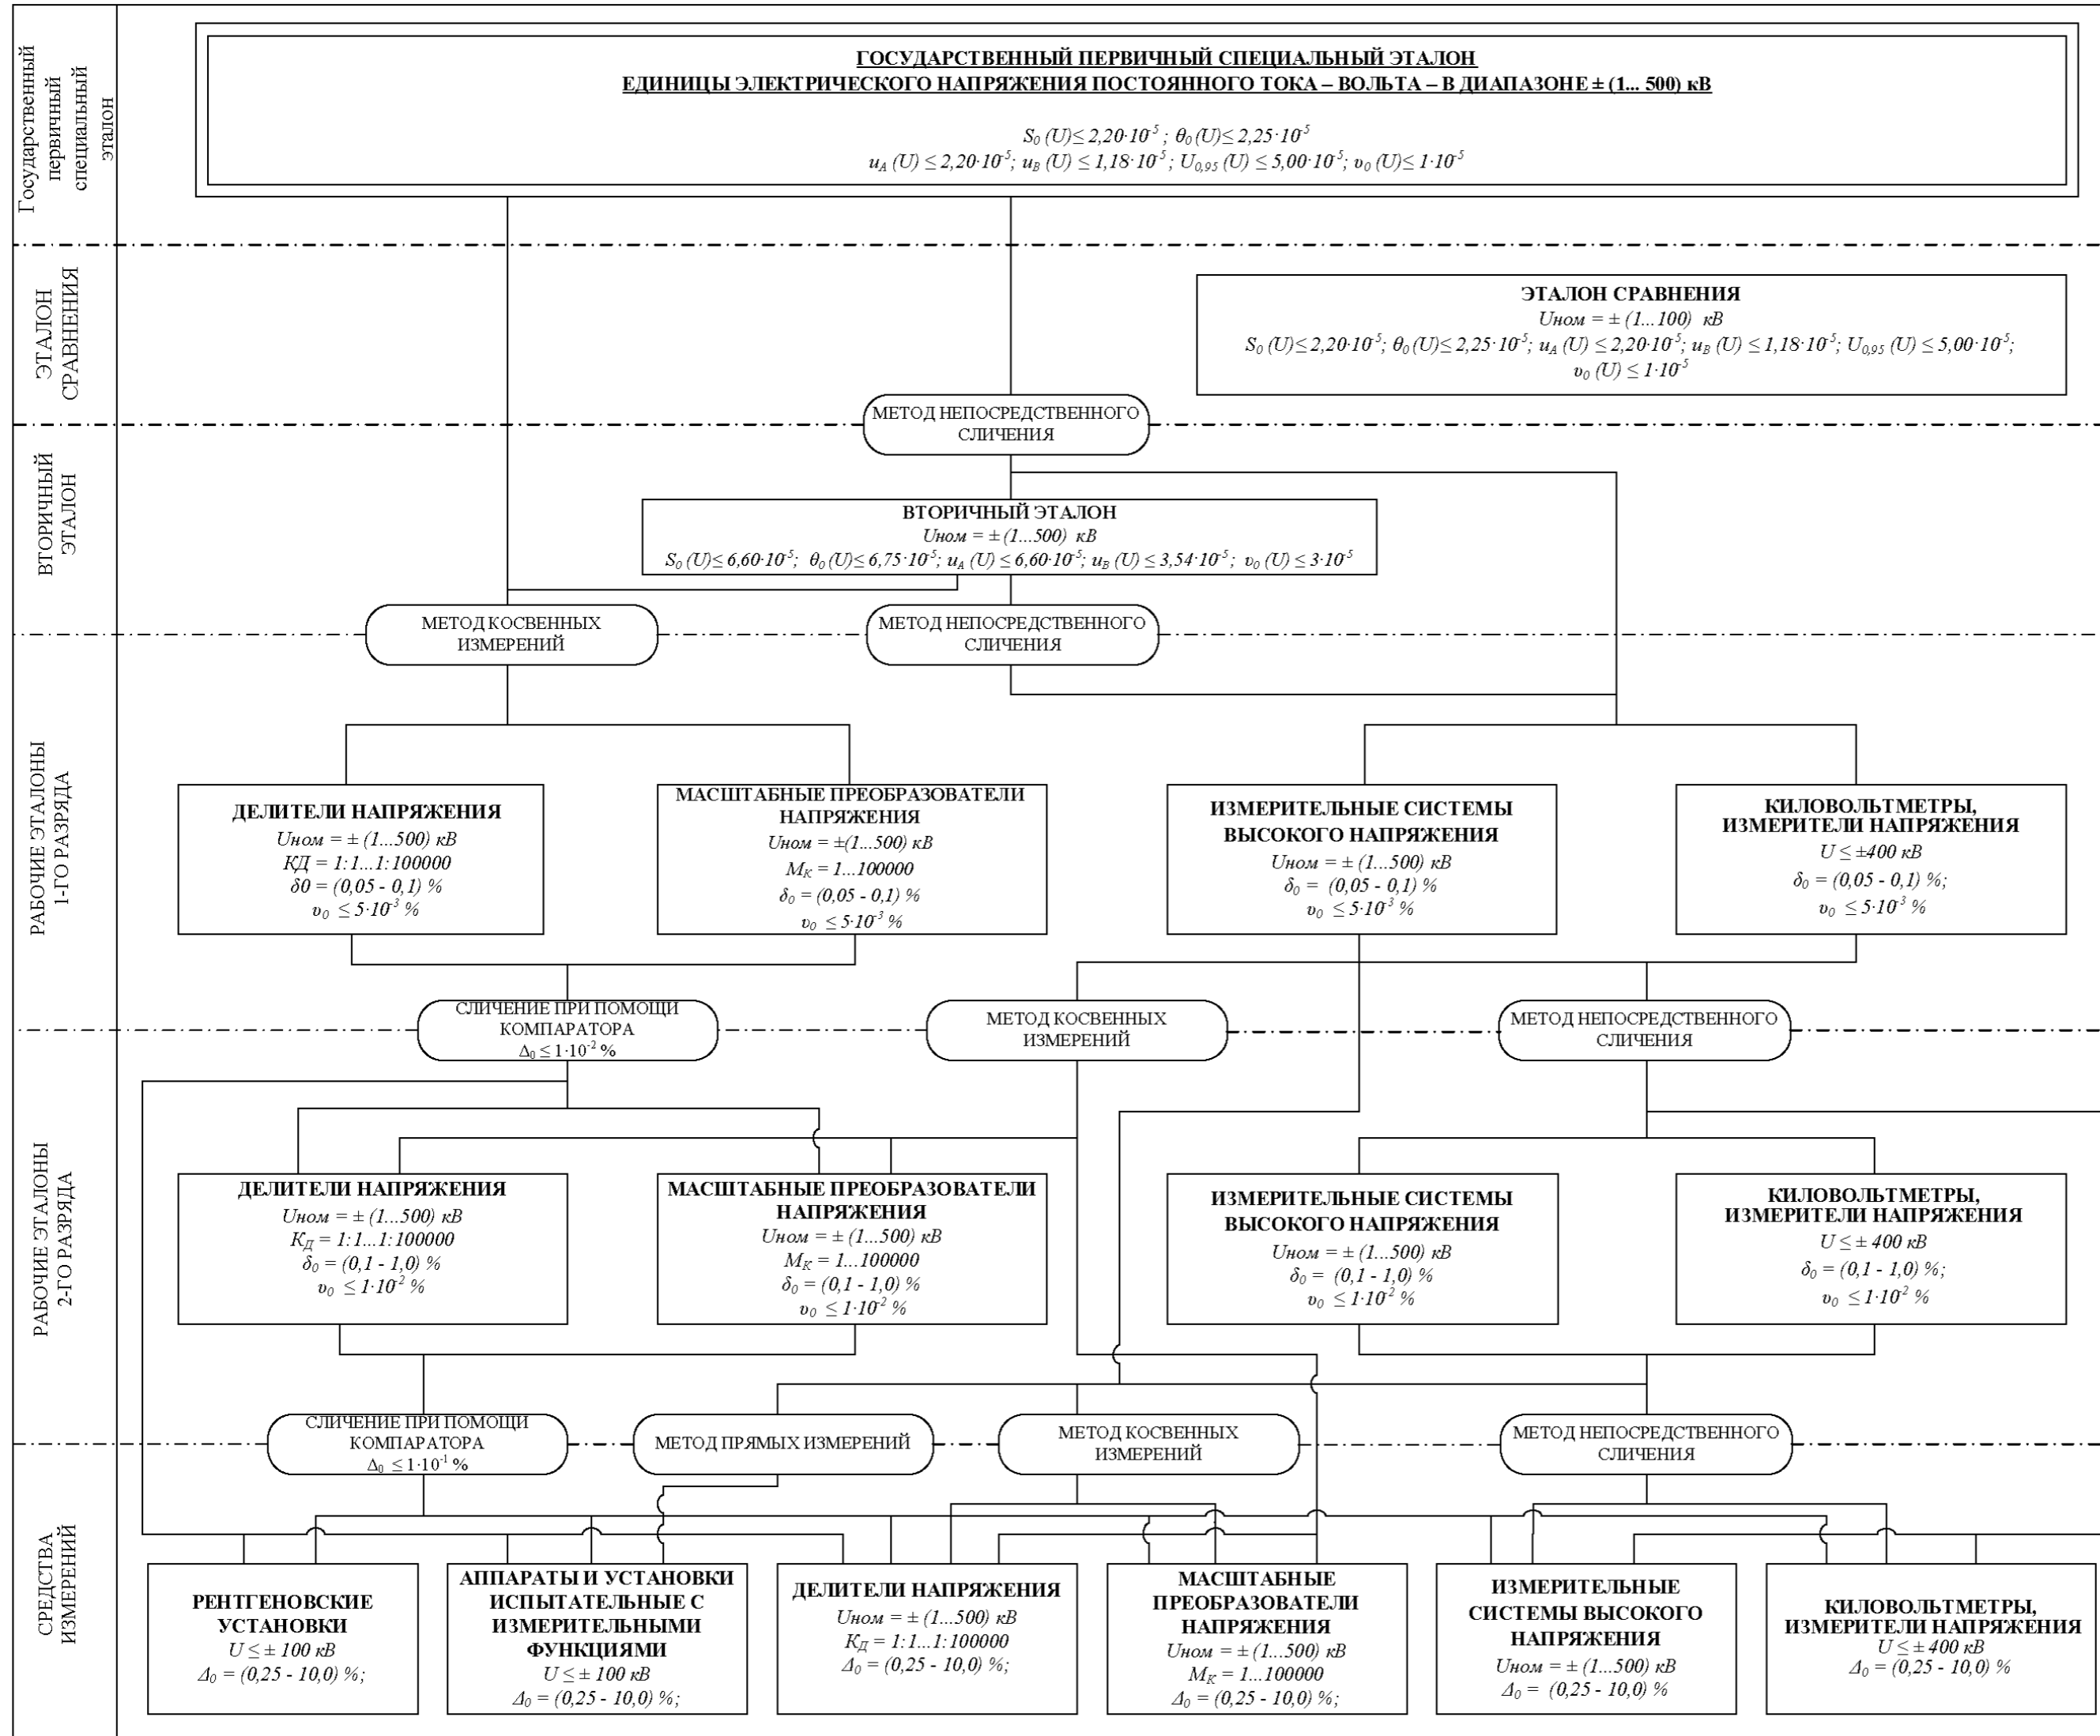 Государственный
первичный
специальный
эталон
ГОСУДАРСТВЕННЫЙ ПЕРВИЧНЫЙ СПЕЦИАЛЬНЫЙ ЭТАЛОН
ЕДИНИЦЫ ЭЛЕКТРИЧЕСКОГО НАПРЯЖЕНИЯ ПОСТОЯННОГО ТОКА – ВОЛЬТА – В ДИАПАЗОНЕ ± (1... 500) кВ
S₀ (U)≤ 2,20·10⁻⁵ ; θ₀ (U)≤ 2,25·10⁻⁵
u_A (U) ≤ 2,20·10⁻⁵; u_B (U) ≤ 1,18·10⁻⁵; U₀,₉₅ (U) ≤ 5,00·10⁻⁵; υ₀ (U)≤ 1·10⁻⁵
ЭТАЛОН
СРАВНЕНИЯ
ЭТАЛОН СРАВНЕНИЯ
Uном = ± (1...100) кВ
S₀ (U)≤ 2,20·10⁻⁵; θ₀ (U)≤ 2,25·10⁻⁵; u_A (U) ≤ 2,20·10⁻⁵; u_B (U) ≤ 1,18·10⁻⁵; U₀,₉₅ (U) ≤ 5,00·10⁻⁵;
υ₀ (U) ≤ 1·10⁻⁵
МЕТОД НЕПОСРЕДСТВЕННОГО
СЛИЧЕНИЯ
ВТОРИЧНЫЙ
ЭТАЛОН
ВТОРИЧНЫЙ ЭТАЛОН
Uном = ± (1...500) кВ
S₀ (U)≤ 6,60·10⁻⁵; θ₀ (U)≤ 6,75·10⁻⁵; u_A (U) ≤ 6,60·10⁻⁵; u_B (U) ≤ 3,54·10⁻⁵; υ₀ (U) ≤ 3·10⁻⁵
МЕТОД КОСВЕННЫХ
ИЗМЕРЕНИЙ
МЕТОД НЕПОСРЕДСТВЕННОГО
СЛИЧЕНИЯ
РАБОЧИЕ ЭТАЛОНЫ
1-ГО РАЗРЯДА
ДЕЛИТЕЛИ НАПРЯЖЕНИЯ
Uном = ± (1...500) кВ
КД = 1:1...1:100000
δ0 = (0,05 - 0,1) %
υ₀ ≤ 5·10⁻³ %
МАСШТАБНЫЕ ПРЕОБРАЗОВАТЕЛИ
НАПРЯЖЕНИЯ
Uном = ±(1...500) кВ
М_К = 1...100000
δ₀ = (0,05 - 0,1) %
υ₀ ≤ 5·10⁻³ %
ИЗМЕРИТЕЛЬНЫЕ СИСТЕМЫ
ВЫСОКОГО НАПРЯЖЕНИЯ
Uном = ± (1...500) кВ
δ₀ = (0,05 - 0,1) %
υ₀ ≤ 5·10⁻³ %
КИЛОВОЛЬТМЕТРЫ,
ИЗМЕРИТЕЛИ НАПРЯЖЕНИЯ
U ≤ ±400 кВ
δ₀ = (0,05 - 0,1) %;
υ₀ ≤ 5·10⁻³ %
СЛИЧЕНИЕ ПРИ ПОМОЩИ
КОМПАРАТОРА
Δ₀ ≤ 1·10⁻² %
МЕТОД КОСВЕННЫХ
ИЗМЕРЕНИЙ
МЕТОД НЕПОСРЕДСТВЕННОГО
СЛИЧЕНИЯ
РАБОЧИЕ ЭТАЛОНЫ
2-ГО РАЗРЯДА
ДЕЛИТЕЛИ НАПРЯЖЕНИЯ
Uном = ± (1...500) кВ
К_Д = 1:1...1:100000
δ₀ = (0,1 - 1,0) %
υ₀ ≤ 1·10⁻² %
МАСШТАБНЫЕ ПРЕОБРАЗОВАТЕЛИ
НАПРЯЖЕНИЯ
Uном = ± (1...500) кВ
М_К = 1...100000
δ₀ = (0,1 - 1,0) %
υ₀ ≤ 1·10⁻² %
ИЗМЕРИТЕЛЬНЫЕ СИСТЕМЫ
ВЫСОКОГО НАПРЯЖЕНИЯ
Uном = ± (1...500) кВ
δ₀ = (0,1 - 1,0) %
υ₀ ≤ 1·10⁻² %
КИЛОВОЛЬТМЕТРЫ,
ИЗМЕРИТЕЛИ НАПРЯЖЕНИЯ
U ≤ ± 400 кВ
δ₀ = (0,1 - 1,0) %;
υ₀ ≤ 1·10⁻² %
СЛИЧЕНИЕ ПРИ ПОМОЩИ
КОМПАРАТОРА
Δ₀ ≤ 1·10⁻¹ %
МЕТОД ПРЯМЫХ ИЗМЕРЕНИЙ
МЕТОД КОСВЕННЫХ
ИЗМЕРЕНИЙ
МЕТОД НЕПОСРЕДСТВЕННОГО
СЛИЧЕНИЯ
СРЕДСТВА
ИЗМЕРЕНИЙ
РЕНТГЕНОВСКИЕ
УСТАНОВКИ
U ≤ ± 100 кВ
Δ₀ = (0,25 - 10,0) %;
АППАРАТЫ И УСТАНОВКИ
ИСПЫТАТЕЛЬНЫЕ С
ИЗМЕРИТЕЛЬНЫМИ
ФУНКЦИЯМИ
U ≤ ± 100 кВ
Δ₀ = (0,25 - 10,0) %;
ДЕЛИТЕЛИ НАПРЯЖЕНИЯ
Uном = ± (1...500) кВ
К_Д = 1:1...1:100000
Δ₀ = (0,25 - 10,0) %;
МАСШТАБНЫЕ
ПРЕОБРАЗОВАТЕЛИ
НАПРЯЖЕНИЯ
Uном = ± (1...500) кВ
М_К = 1...100000
Δ₀ = (0,25 - 10,0) %;
ИЗМЕРИТЕЛЬНЫЕ
СИСТЕМЫ ВЫСОКОГО
НАПРЯЖЕНИЯ
Uном = ± (1...500) кВ
Δ₀ = (0,25 - 10,0) %
КИЛОВОЛЬТМЕТРЫ,
ИЗМЕРИТЕЛИ НАПРЯЖЕНИЯ
U ≤ ± 400 кВ
Δ₀ = (0,25 - 10,0) %